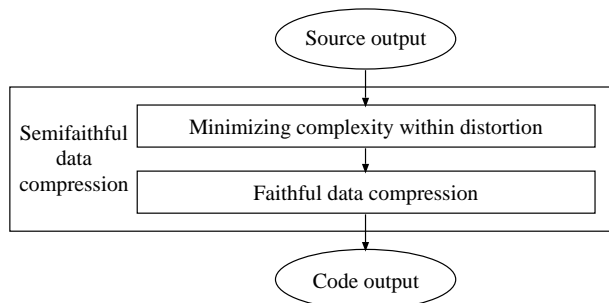 Source output
Semifaithful
data
compression
Minimizing complexity within distortion
Faithful data compression
Code output